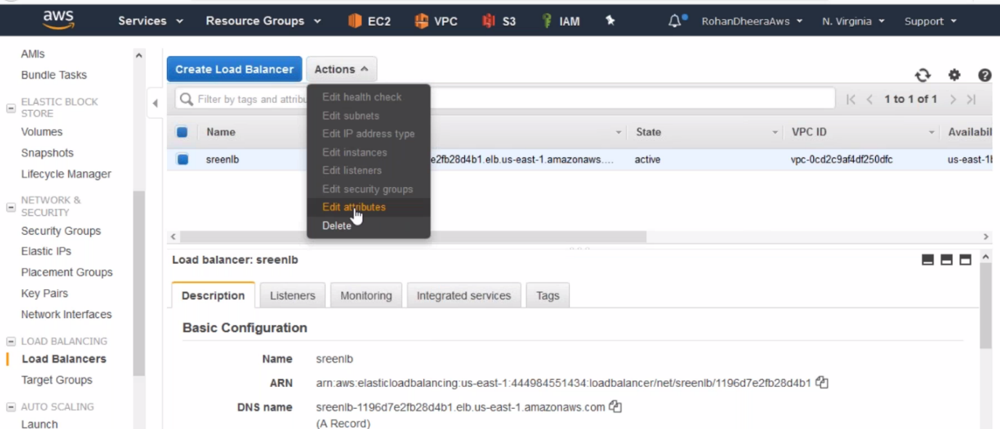 aws Services Resource Groups EC2 VPC S3 IAM RohanDheeraAws N. Virginia Support
AMIs
Bundle Tasks
ELASTIC BLOCK
STORE
Volumes
Snapshots
Lifecycle Manager
NETWORK &
SECURITY
Security Groups
Elastic IPs
Placement Groups
Key Pairs
Network Interfaces
LOAD BALANCING
Load Balancers
Target Groups
AUTO SCALING
Launch
Create Load Balancer Actions
Filter by tags and attribu 1 to 1 of 1
Name State VPC ID Availabil
sreenlb e2fb28d4b1.elb.us-east-1.amazonaws.... active vpc-0cd2c9af4df250dfc us-east-1b
Edit health check
Edit subnets
Edit IP address type
Edit instances
Edit listeners
Edit security groups
Edit attributes
Delete
Load balancer: sreenlb
Description Listeners Monitoring Integrated services Tags
Basic Configuration
Name sreenlb
ARN arn:aws:elasticloadbalancing:us-east-1:444984551434:loadbalancer/net/sreenlb/1196d7e2fb28d4b1
DNS name sreenlb-1196d7e2fb28d4b1.elb.us-east-1.amazonaws.com
(A Record)